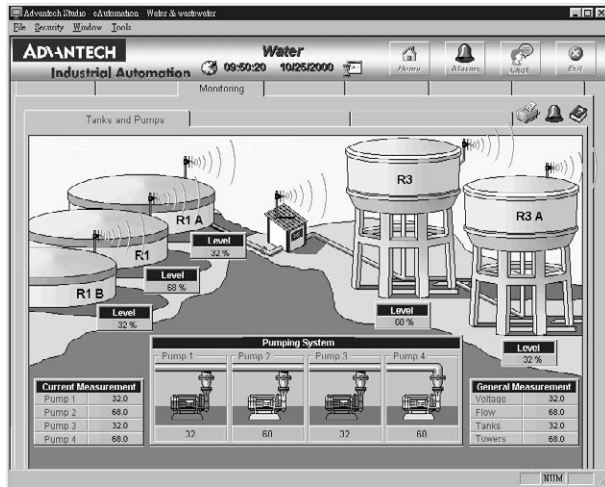 Advantech Studio - eAutomation - Water & wastewater
File Security Window Tools
ADVANTECH
Industrial Automation
Water
09:50:20 10/25/2000
Home
Alarms
Chat
Exit
Monitoring
Tanks and Pumps
R1 A
R1
R1 B
R3
R3 A
Level
32 %
Level
68 %
Level
32 %
Level
Level
32 %
Pumping System
Pump 1 Pump 2 Pump 3 Pump 4
32 68 32 68
Current Measurement
Pump 1 32.0
Pump 2 68.0
Pump 3 32.0
Pump 4 68.0
General Measurement
Voltage 32.0
Flow 68.0
Tanks 32.0
Towers 68.0
NUM